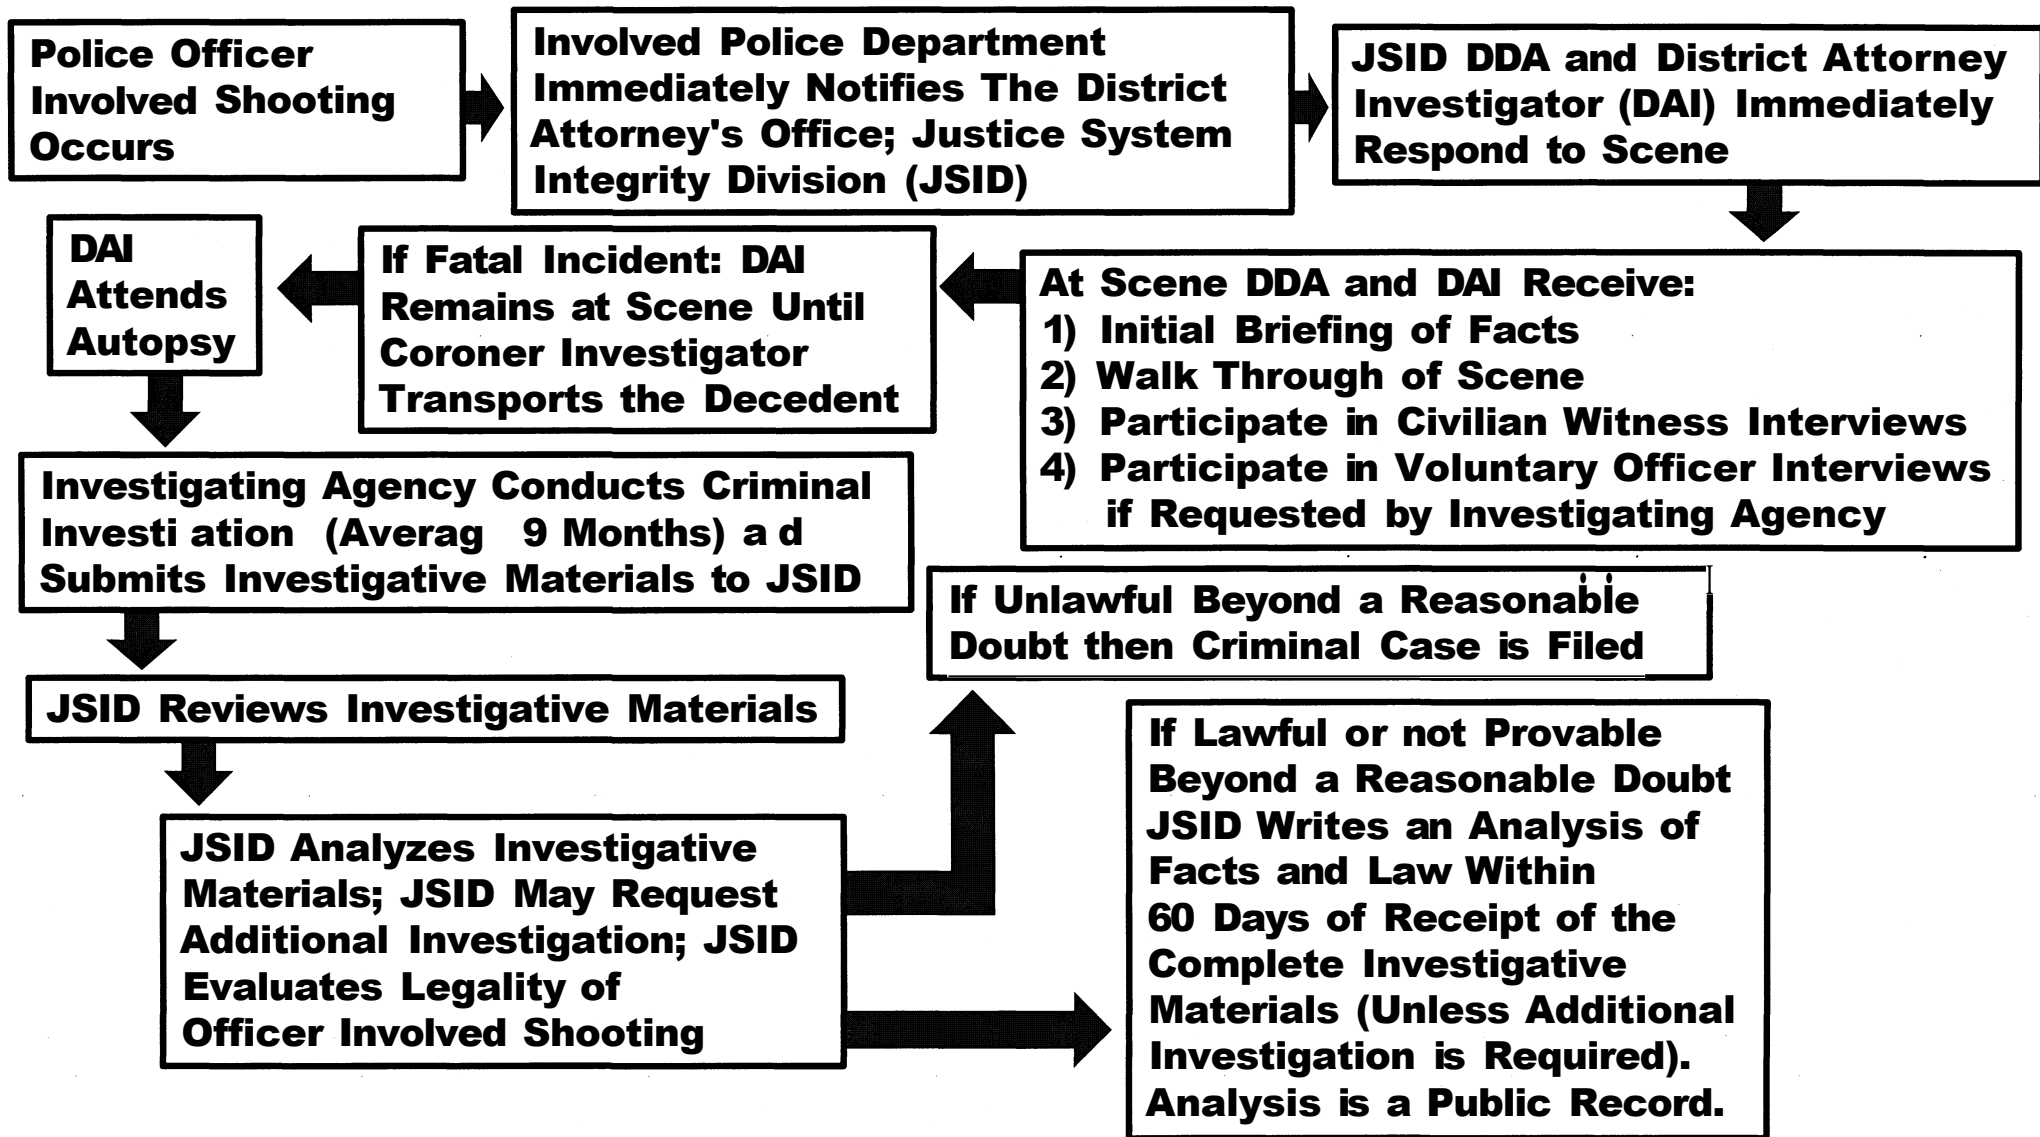 Police Officer
Involved Shooting
Occurs
Involved Police Department
Immediately Notifies The District
Attorney's Office; Justice System
Integrity Division (JSID)
JSID DDA and District Attorney
Investigator (DAI) Immediately
Respond to Scene
At Scene DDA and DAI Receive:
1) Initial Briefing of Facts
2) Walk Through of Scene
3) Participate in Civilian Witness Interviews
4) Participate in Voluntary Officer Interviews
if Requested by Investigating Agency
If Fatal Incident: DAI
Remains at Scene Until
Coroner Investigator
Transports the Decedent
DAI
Attends
Autopsy
Investigating Agency Conducts Criminal
Investi ation (Averag 9 Months) a d
Submits Investigative Materials to JSID
JSID Reviews Investigative Materials
JSID Analyzes Investigative
Materials; JSID May Request
Additional Investigation; JSID
Evaluates Legality of
Officer Involved Shooting
If Unlawful Beyond a Reasonable
Doubt then Criminal Case is Filed
If Lawful or not Provable
Beyond a Reasonable Doubt
JSID Writes an Analysis of
Facts and Law Within
60 Days of Receipt of the
Complete Investigative
Materials (Unless Additional
Investigation is Required).
Analysis is a Public Record.